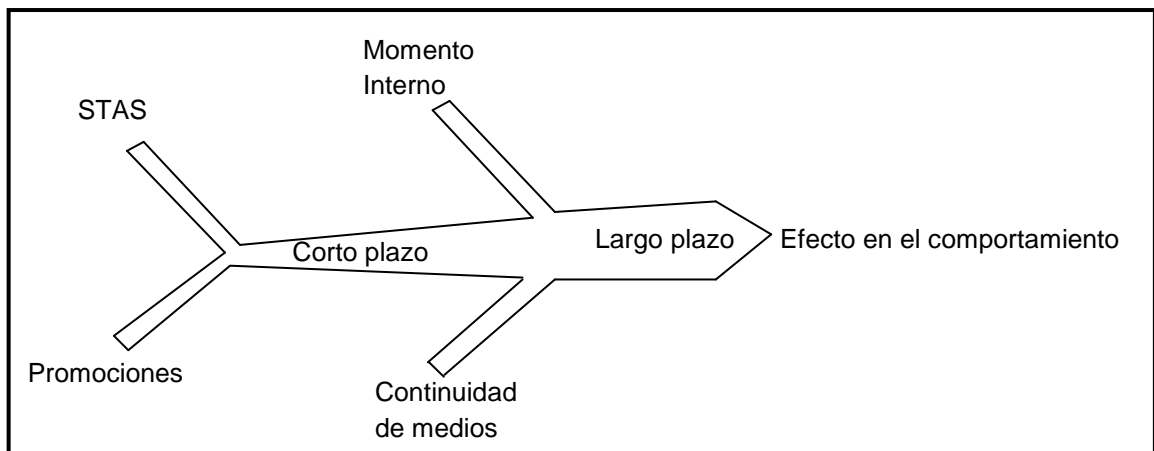 Momento
Interno
STAS
Corto plazo
Largo plazo
Efecto en el comportamiento
Promociones
Continuidad
de medios